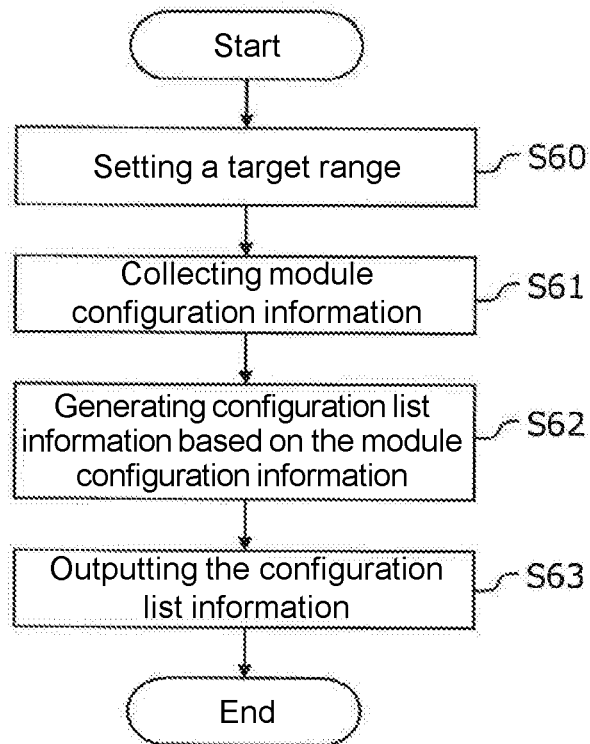 Start
Setting a target range
S60
Collecting module
configuration information
S61
Generating configuration list
information based on the module
configuration information
S62
Outputting the configuration
list information
S63
End